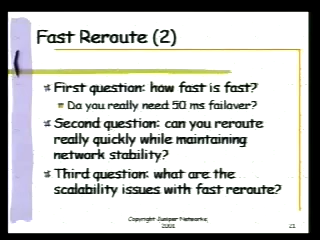 Fast Reroute (2)
First question: how fast is fast?
Do you really need 50 ms failover?
Second question: can you reroute
really quickly while maintaining
network stability?
Third question: what are the
scalability issues with fast reroute?
Copyright Juniper Networks,
2001
21